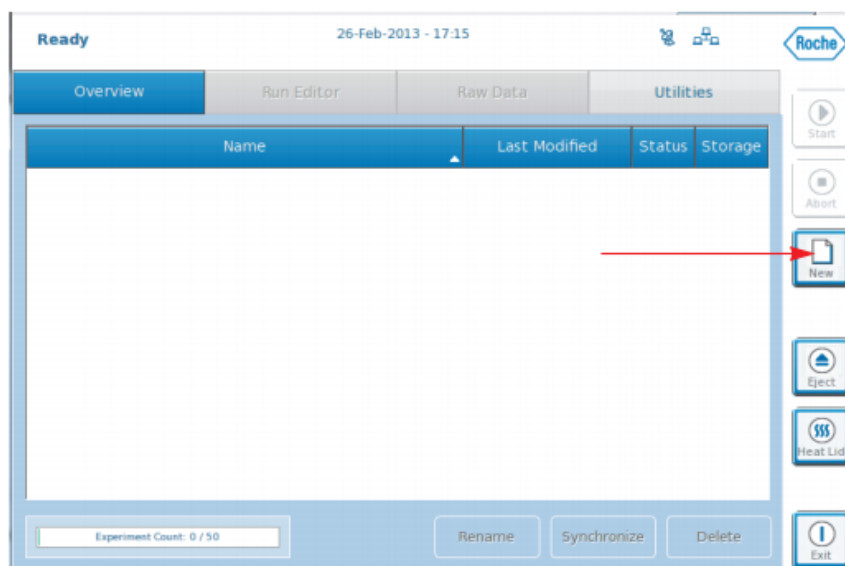 Ready
26-Feb-2013 - 17:15
Roche
Overview
Run Editor
Raw Data
Utilities
Start
Name
Last Modified
Status
Storage
Abort
New
Eject
Heat Lid
Experiment Count: 0 / 50
Rename
Synchronize
Delete
Exit